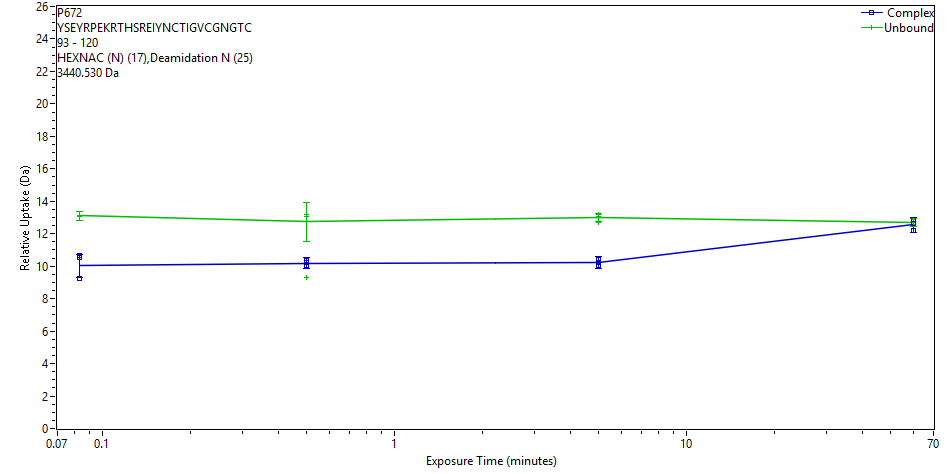 P672
YSEYRPEKRTHSREIYNCTIGVCGNGTC
93 - 120
HEXNAC (N) (17),Deamidation N (25)
3440.530 Da
Complex
Unbound
Relative Uptake (Da)
26
24
22
20
18
16
14
12
10
8
6
4
2
0
0.07 0.1 1 10 70
Exposure Time (minutes)